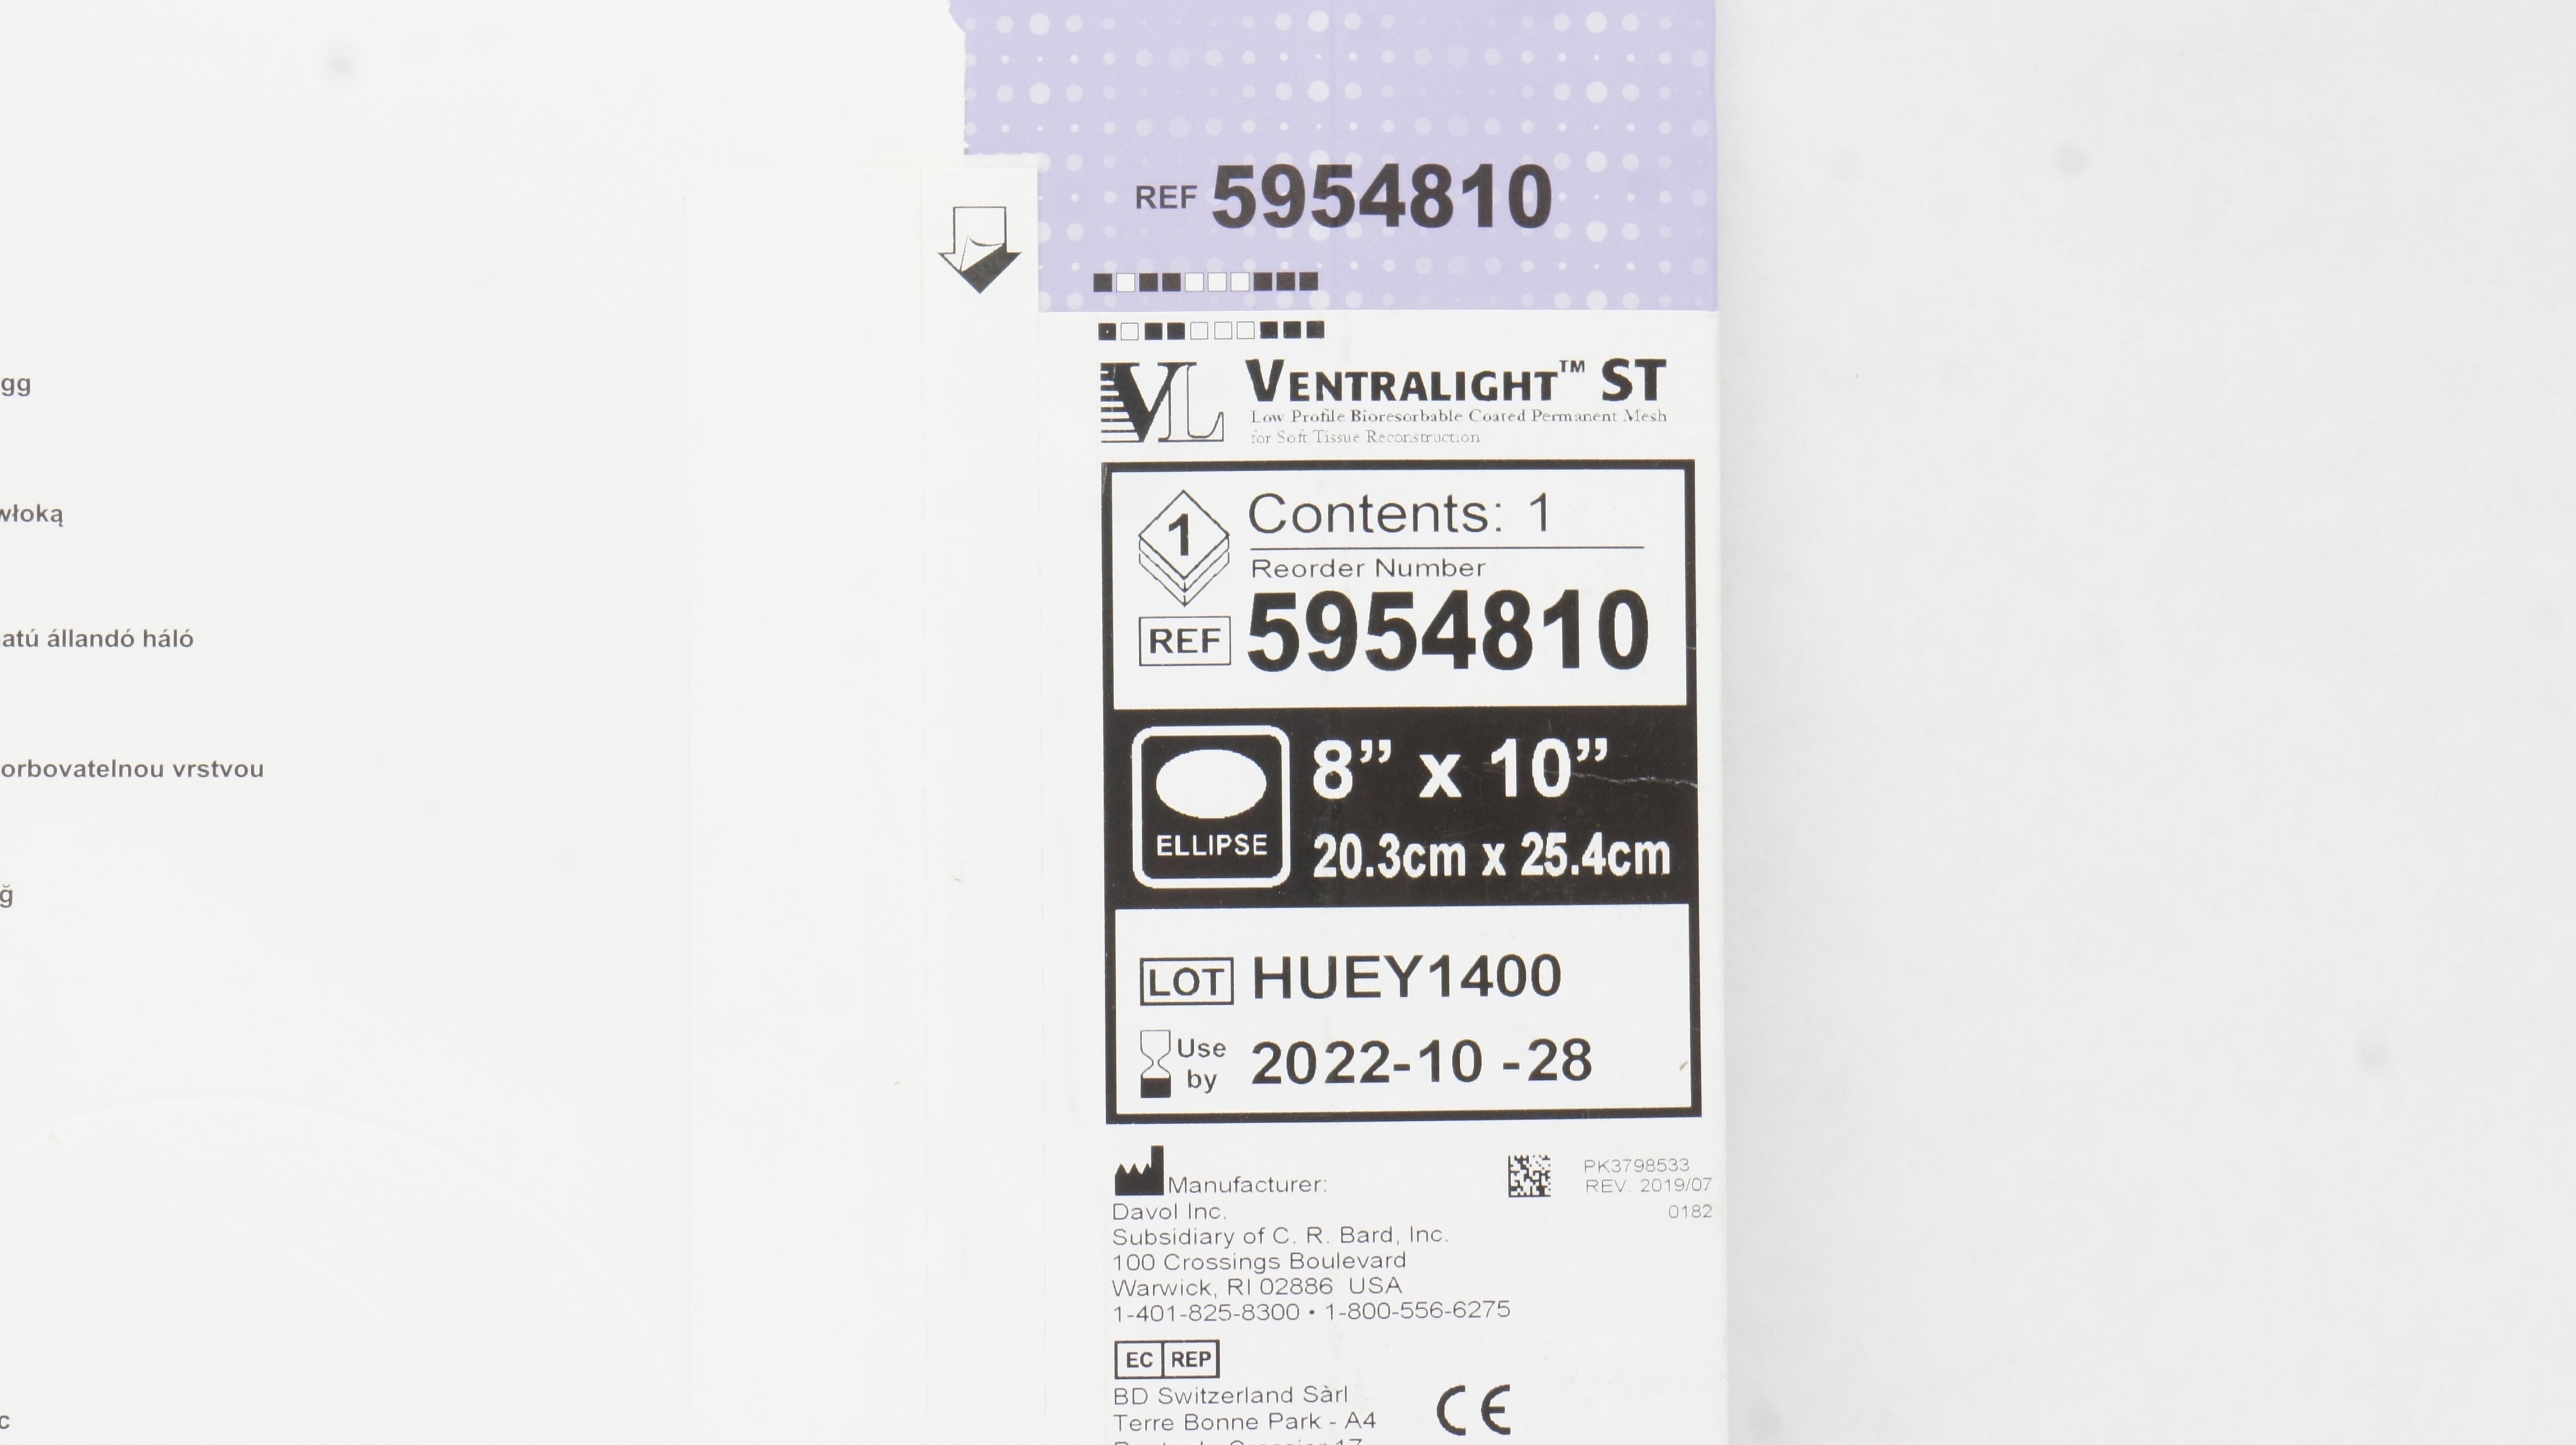 gg
włoką
atú állandó háló
orbovatelnou vrstvou
ğ
c
REF 5954810
VL VENTRALIGHT™ ST
Low Profile Bioresorbable Coated Permanent Mesh
for Soft Tissue Reconstruction
1 Contents: 1
Reorder Number
REF 5954810
8” x 10”
ELLIPSE 20.3cm x 25.4cm
LOT HUEY1400
Use by 2022-10-28
Manufacturer:
Davol Inc.
Subsidiary of C. R. Bard, Inc.
100 Crossings Boulevard
Warwick, RI 02886 USA
1-401-825-8300 • 1-800-556-6275
PK3798533
REV. 2019/07
0182
EC REP
BD Switzerland Sàrl
Terre Bonne Park - A4
CE